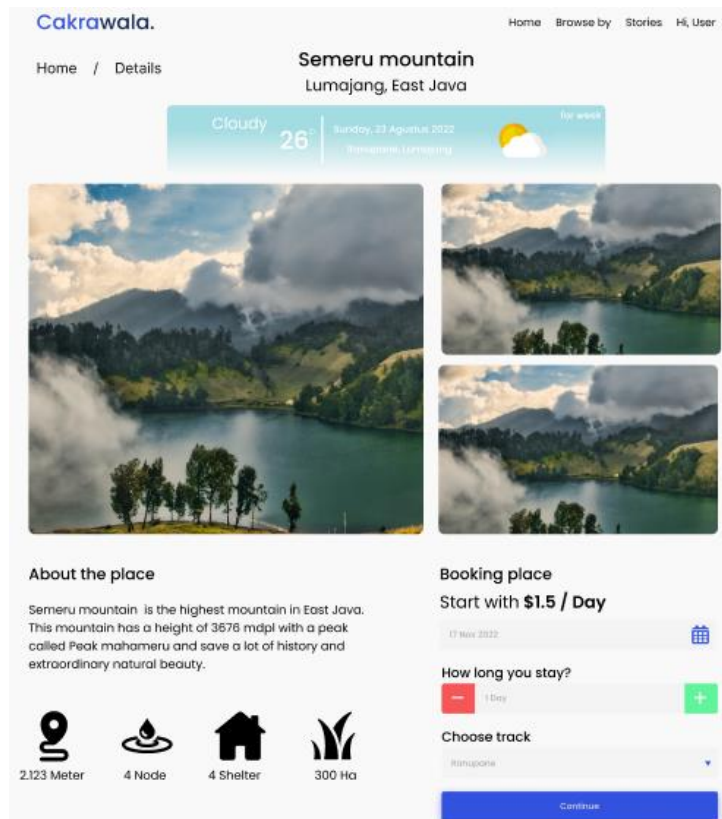 Cakrawala.
Home Browse by Stories Hi, User
Home / Details
Semeru mountain
Lumajang, East Java
Cloudy
26°
Sunday, 23 Agustus 2022
Ranupane, Lumajang
for week
About the place
Semeru mountain is the highest mountain in East Java.
This mountain has a height of 3676 mdpl with a peak
called Peak mahameru and save a lot of history and
extraordinary natural beauty.
2.123 Meter
4 Node
4 Shelter
300 Ha
Booking place
Start with $1.5 / Day
17 Nov 2022
How long you stay?
− 1 Day +
Choose track
Ranupane
Continue